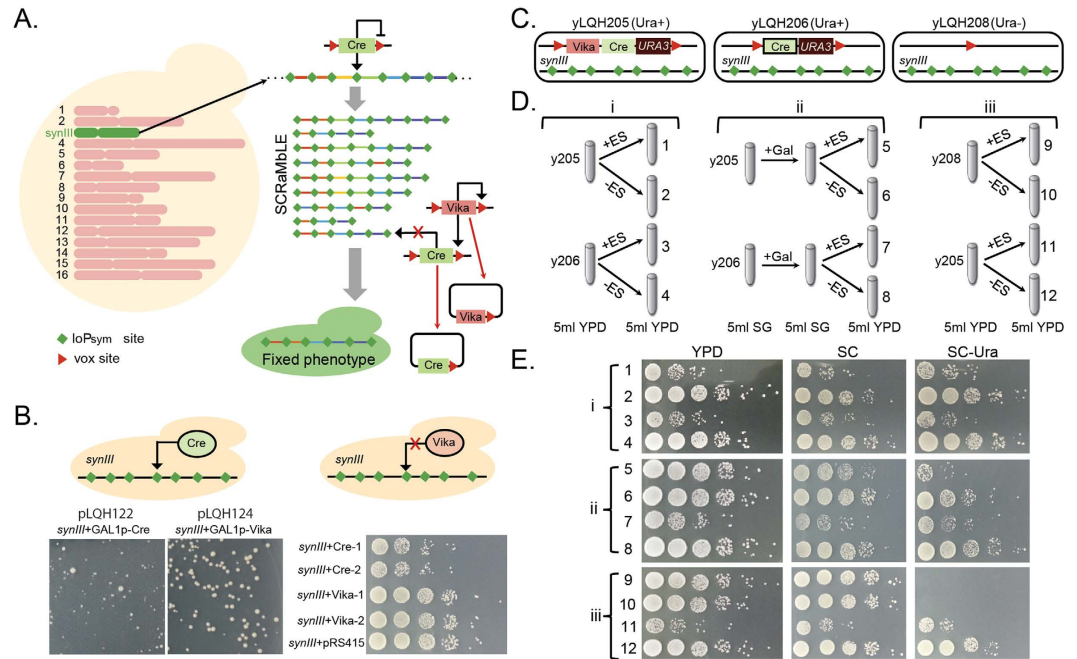 A.
Cre
1
2
synIII
4
5
6
7
8
9
10
11
12
13
14
15
16
SCRaMbLE
Vika
Cre
Vika
Cre
Fixed phenotype
loPsym site
vox site
B.
Cre
synIII
Vika
synIII
pLQH122
synIII+GAL1p-Cre
pLQH124
synIII+GAL1p-Vika
synIII+Cre-1
synIII+Cre-2
synIII+Vika-1
synIII+Vika-2
synIII+pRS415
C.
yLQH205 (Ura+)
Vika Cre URA3
synIII
yLQH206 (Ura+)
Cre URA3
synIII
yLQH208 (Ura-)
synIII
D.
i
y205
+ES
1
-ES
2
y206
+ES
3
-ES
4
5ml YPD 5ml YPD
ii
y205
+Gal
+ES
5
-ES
6
y206
+Gal
+ES
7
-ES
8
5ml SG 5ml SG 5ml YPD
iii
y208
+ES
9
-ES
10
y205
+ES
11
-ES
12
5ml YPD 5ml YPD
E.
YPD SC SC-Ura
i
1
2
3
4
ii
5
6
7
8
iii
9
10
11
12